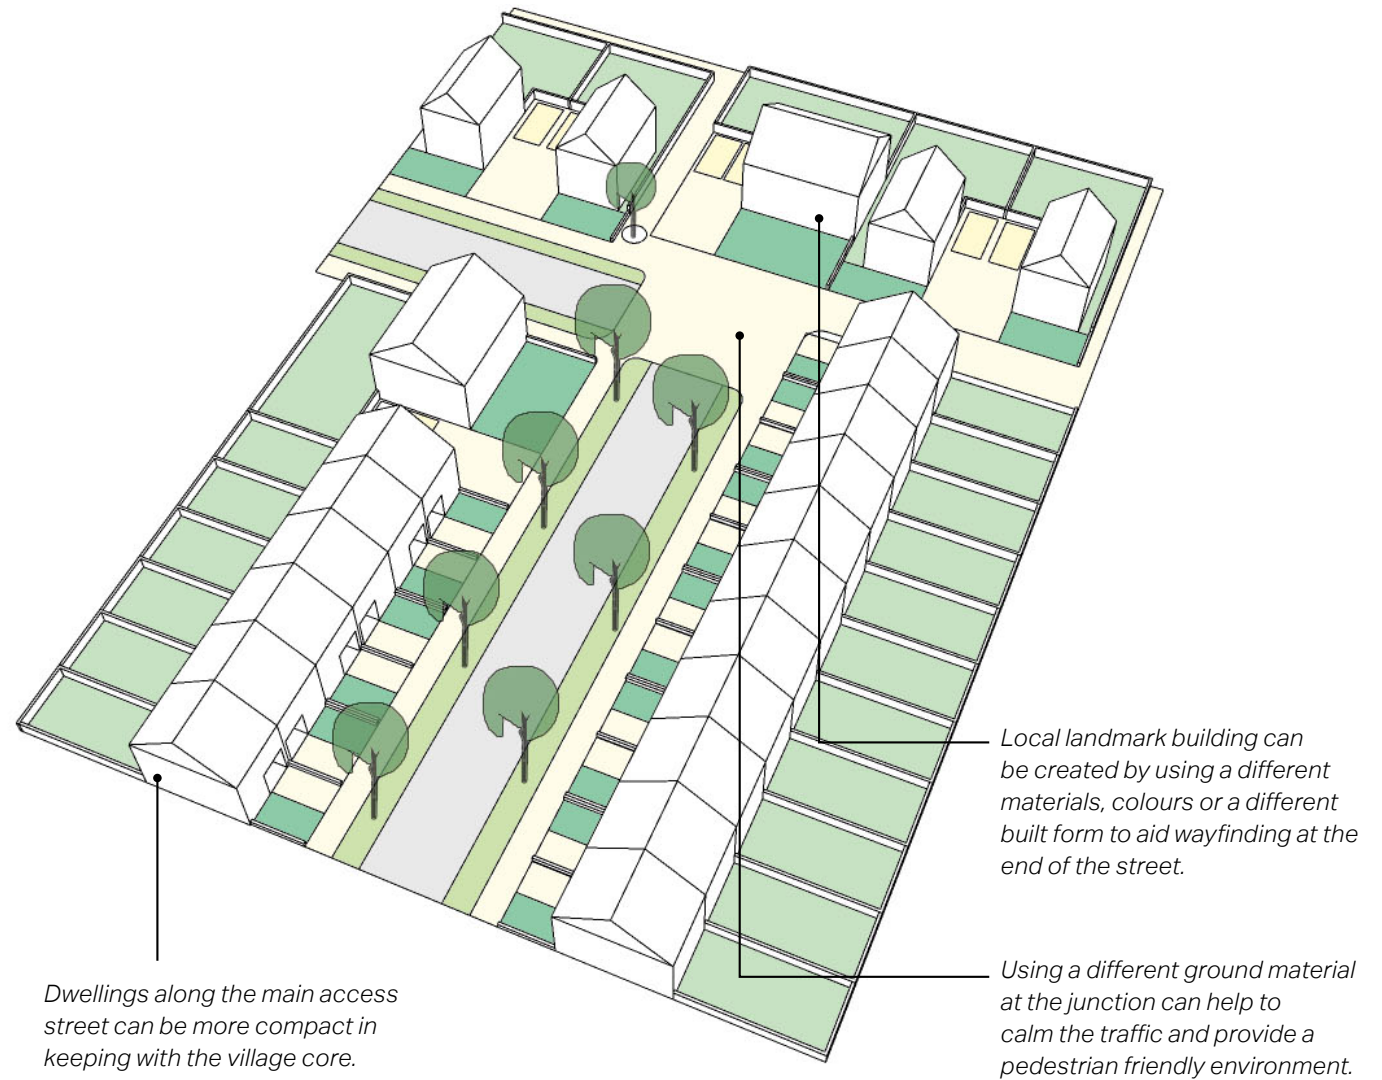 Local landmark building can
be created by using a different
materials, colours or a different
built form to aid wayfinding at the
end of the street.
Using a different ground material
at the junction can help to
calm the traffic and provide a
pedestrian friendly environment.
Dwellings along the main access
street can be more compact in
keeping with the village core.